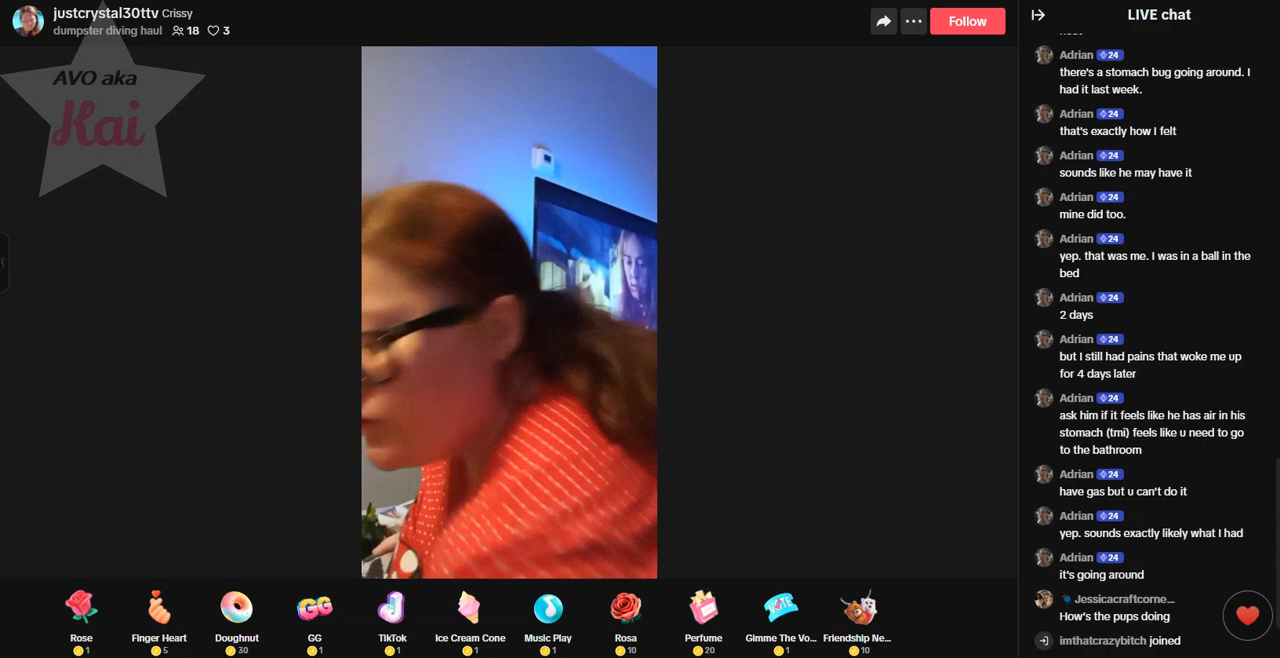 justcrystal30ttv Crissy
dumpster diving haul 18 3
Follow
LIVE chat
AVO aka
Kai
Adrian 24
there's a stomach bug going around. I
had it last week.
Adrian 24
that's exactly how I felt
Adrian 24
sounds like he may have it
Adrian 24
mine did too.
Adrian 24
yep. that was me. I was in a ball in the
bed
Adrian 24
2 days
Adrian 24
but I still had pains that woke me up
for 4 days later
Adrian 24
ask him if it feels like he has air in his
stomach (tmi) feels like u need to go
to the bathroom
Adrian 24
have gas but u can't do it
Adrian 24
yep. sounds exactly likely what I had
Adrian 24
it's going around
Jessicacraftcorne...
How's the pups doing
imthatcrazybitch joined
GG
VOTE
Rose Finger Heart Doughnut GG TikTok Ice Cream Cone Music Play Rosa Perfume Gimme The Vo... Friendship Ne...
1 5 30 1 1 1 1 10 20 1 10